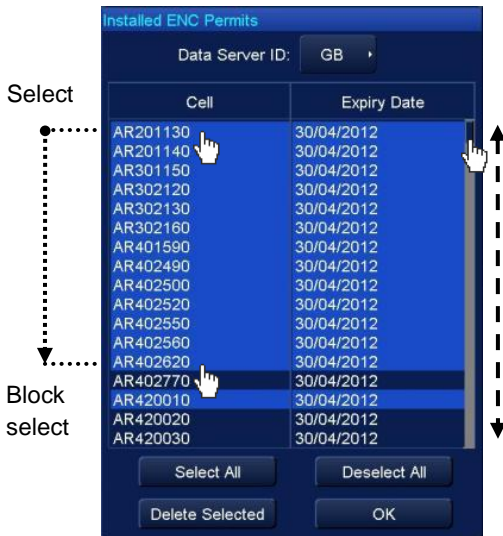 Installed ENC Permits
Data Server ID: GB
Select
Cell Expiry Date
AR201130 30/04/2012
AR201140 30/04/2012
AR301150 30/04/2012
AR302120 30/04/2012
AR302130 30/04/2012
AR302160 30/04/2012
AR401590 30/04/2012
AR402490 30/04/2012
AR402500 30/04/2012
AR402520 30/04/2012
AR402550 30/04/2012
AR402560 30/04/2012
AR402620 30/04/2012
AR402770 30/04/2012
Block
AR420010 30/04/2012
select
AR420020 30/04/2012
AR420030 30/04/2012
Select All Deselect All
Delete Selected OK